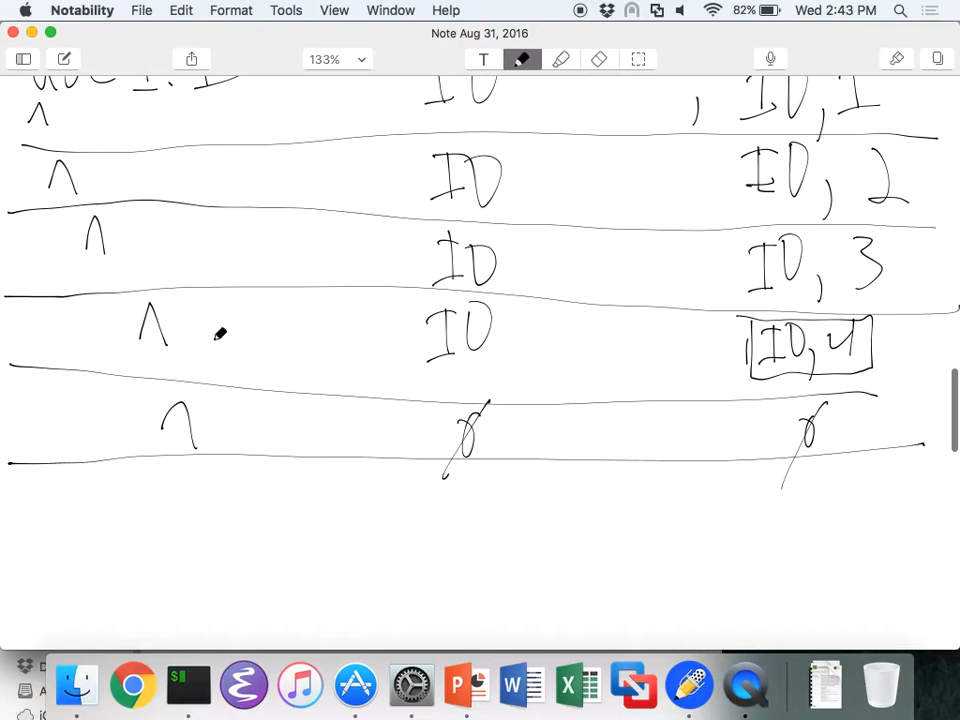 Notability File Edit Tools Format View Window Help 82% Wed 2:43 PM
Note Aug 31, 2016
133% T
ID , ID, 1
^
^ ID ID, 2
^ ID ID, 3
^ ID ID, 4
^ ∅ ∅
$
P W X